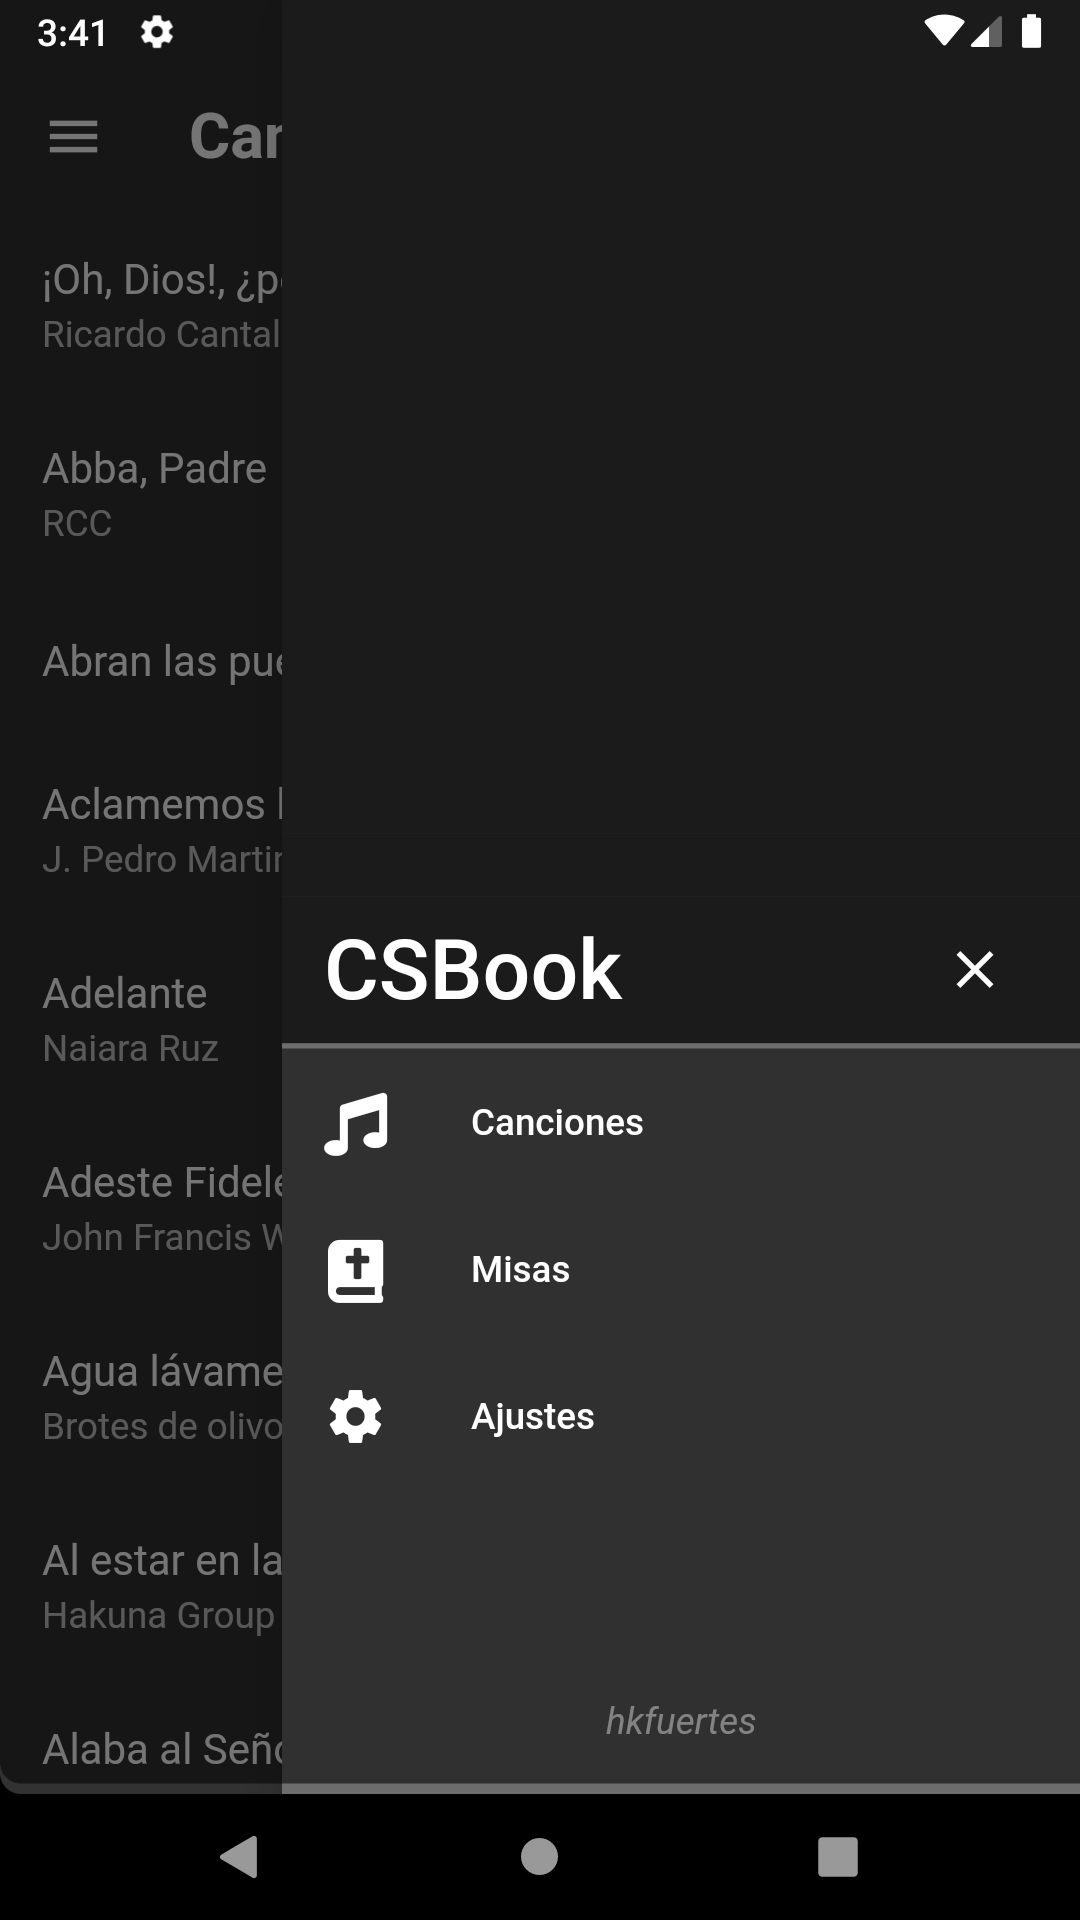 3:41
Can
¡Oh, Dios!, ¿po
Ricardo Cantal
Abba, Padre
RCC
Abran las pue
Aclamemos
J. Pedro Martin
Adelante
Naiara Ruz
Adeste Fidele
John Francis W
Agua lávame
Brotes de olivo
Al estar en la
Hakuna Group
Alaba al Seño
CSBook
Canciones
Misas
Ajustes
hkfuertes